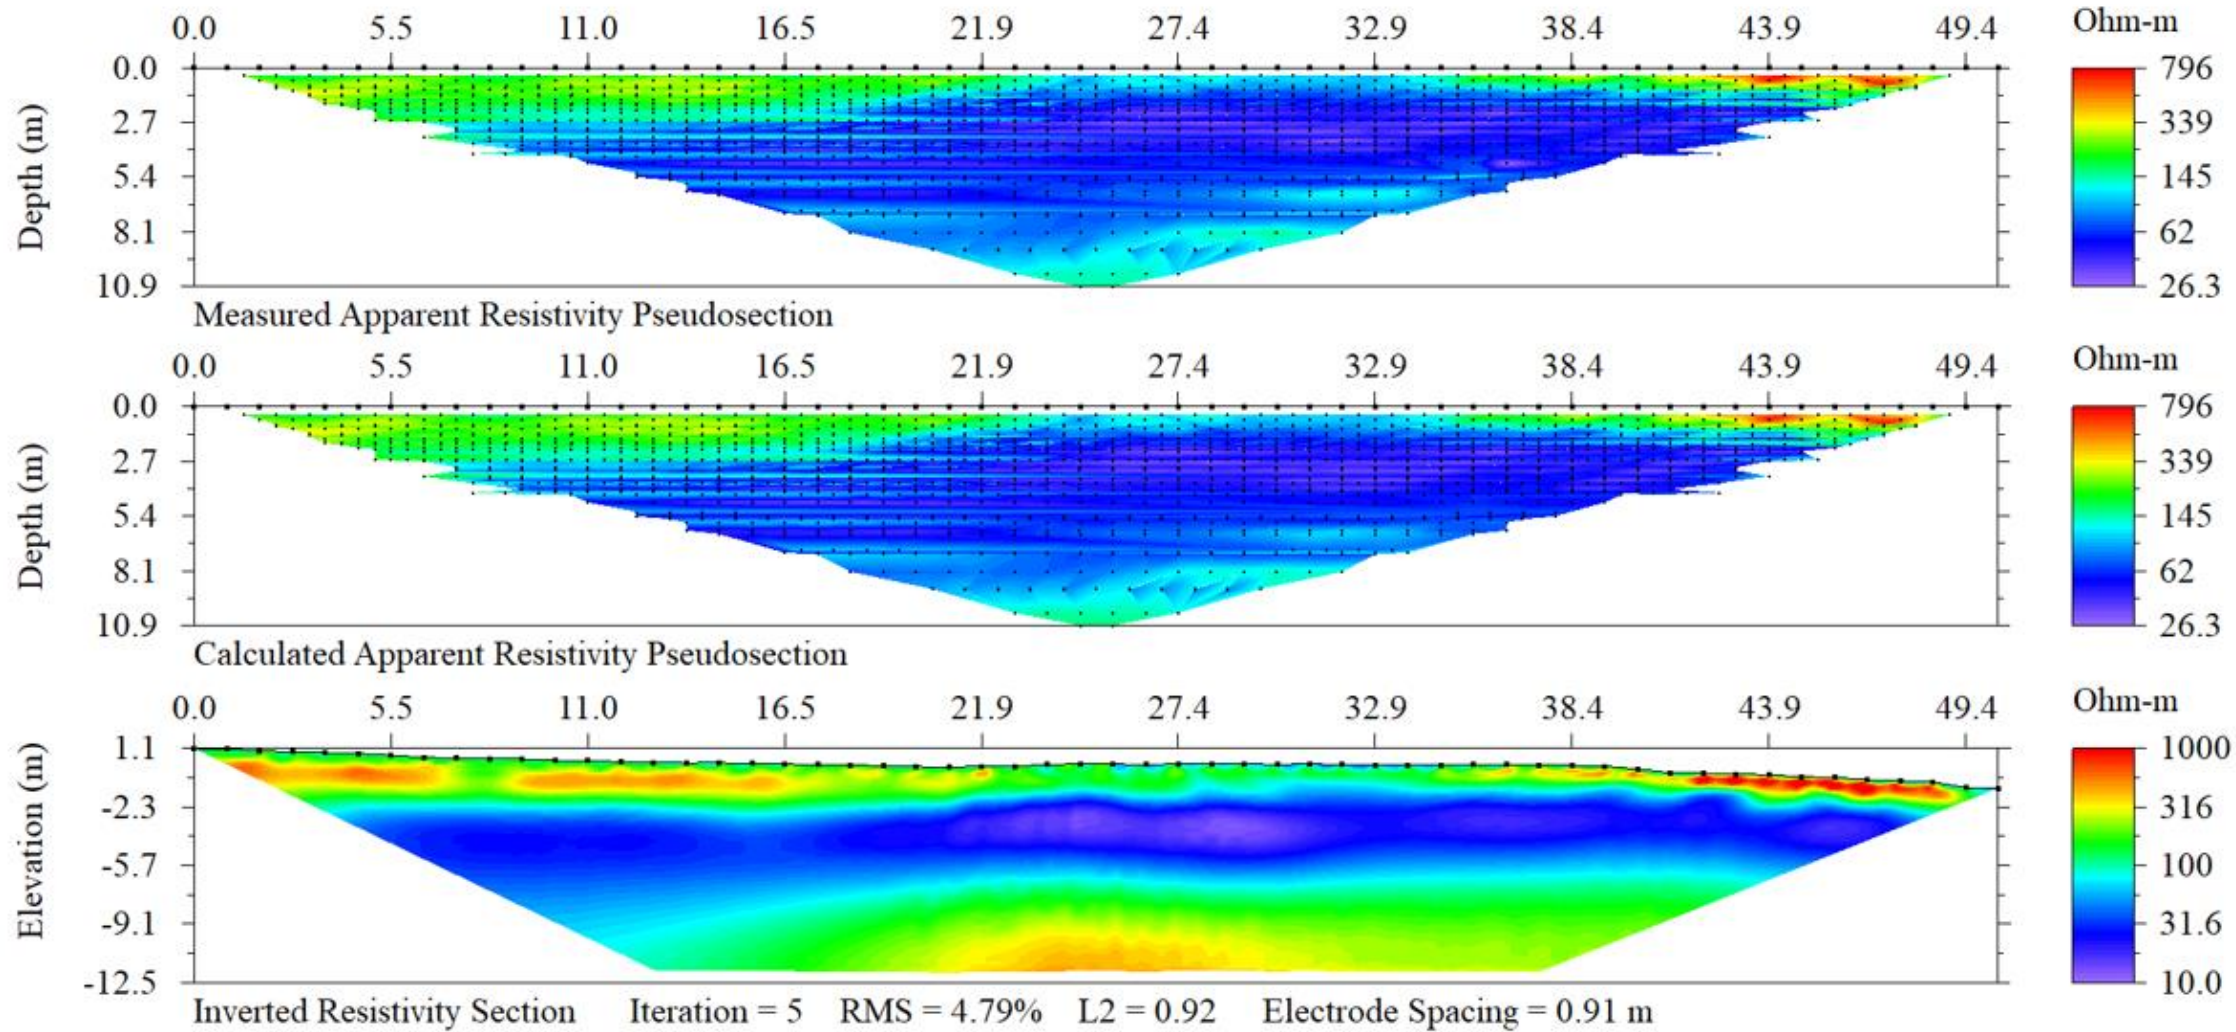 0.0 5.5 11.0 16.5 21.9 27.4 32.9 38.4 43.9 49.4 Ohm-m
0.0 796
2.7 339
5.4 145
8.1 62
10.9 26.3
Depth (m)
Measured Apparent Resistivity Pseudosection
0.0 5.5 11.0 16.5 21.9 27.4 32.9 38.4 43.9 49.4 Ohm-m
0.0 796
2.7 339
5.4 145
8.1 62
10.9 26.3
Depth (m)
Calculated Apparent Resistivity Pseudosection
0.0 5.5 11.0 16.5 21.9 27.4 32.9 38.4 43.9 49.4 Ohm-m
1.1 1000
-2.3 316
-5.7 100
-9.1 31.6
-12.5 10.0
Elevation (m)
Inverted Resistivity Section Iteration = 5 RMS = 4.79% L2 = 0.92 Electrode Spacing = 0.91 m